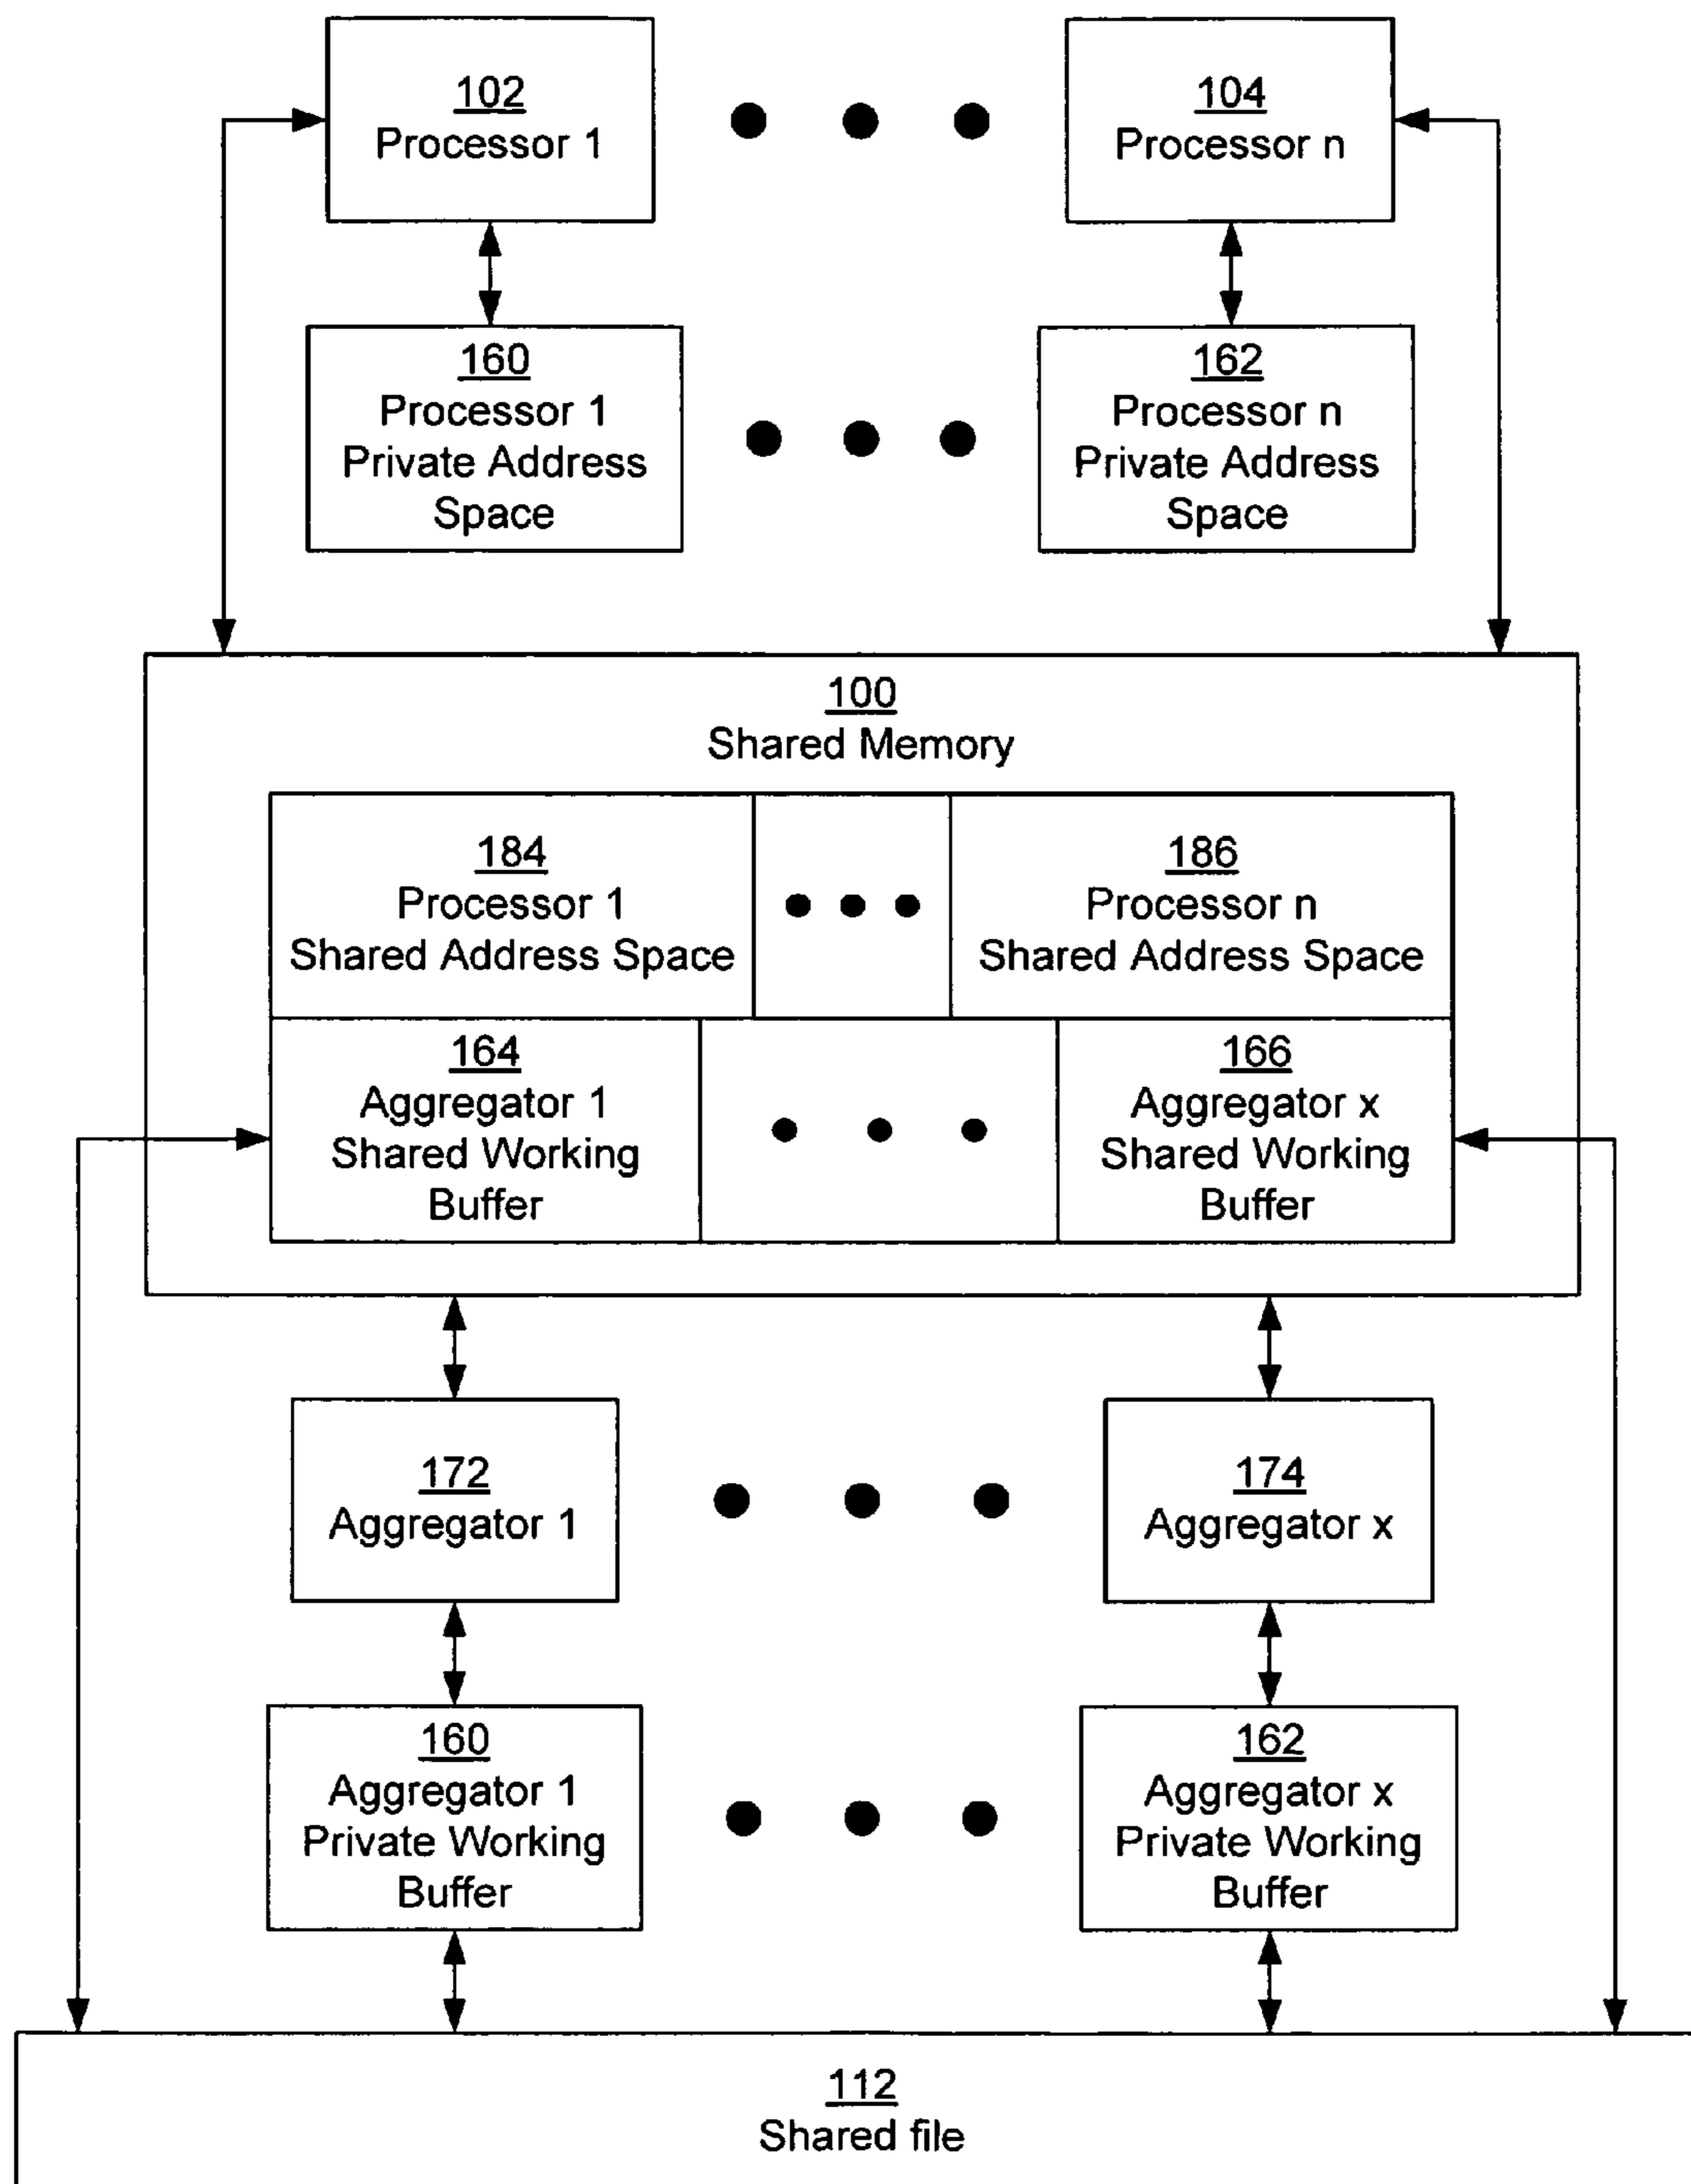 102
Processor 1
104
Processor n
160
Processor 1
Private Address
Space
162
Processor n
Private Address
Space
100
Shared Memory
184
Processor 1
Shared Address Space
186
Processor n
Shared Address Space
164
Aggregator 1
Shared Working
Buffer
166
Aggregator x
Shared Working
Buffer
172
Aggregator 1
174
Aggregator x
160
Aggregator 1
Private Working
Buffer
162
Aggregator x
Private Working
Buffer
112
Shared file